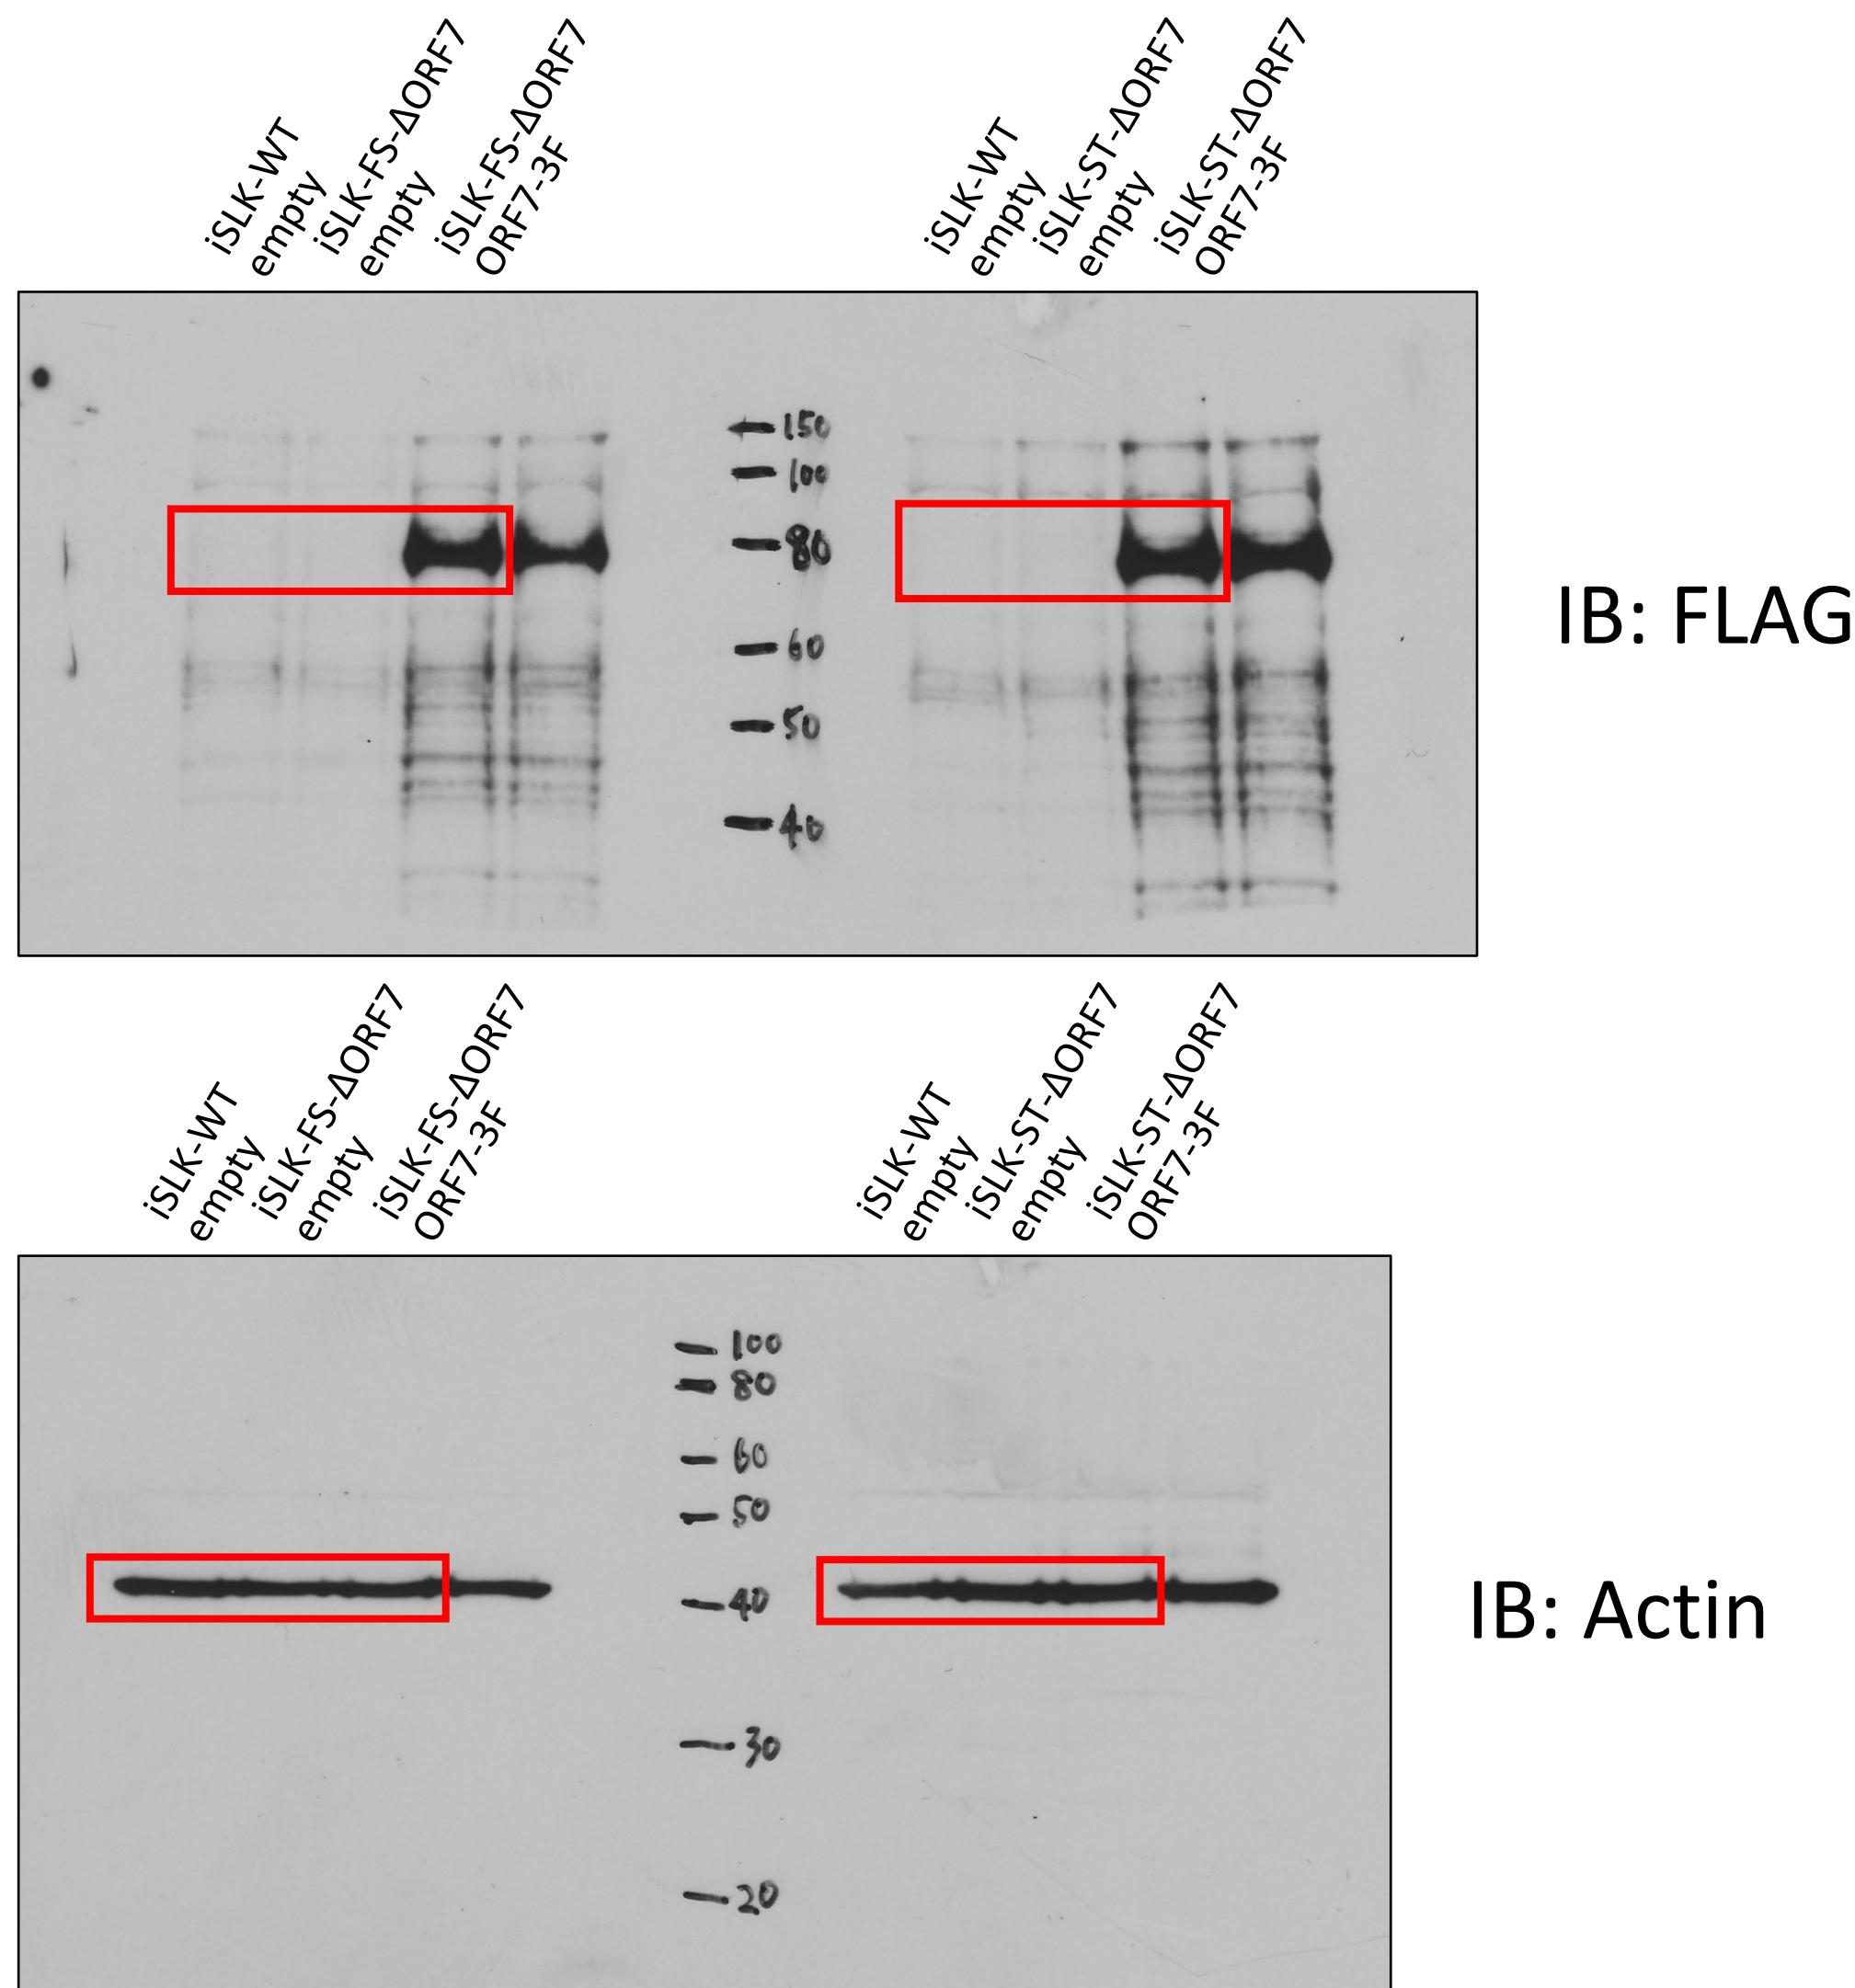 iSLK-WT
empty
iSLK-FS-ΔORF7
empty
iSLK-FS-ΔORF7
ORF7-3F
iSLK-WT
empty
iSLK-ST-ΔORF7
empty
iSLK-ST-ΔORF7
ORF7-3F
150
100
80
60
50
40
IB: FLAG
iSLK-WT
empty
iSLK-FS-ΔORF7
empty
iSLK-FS-ΔORF7
ORF7-3F
iSLK-WT
empty
iSLK-ST-ΔORF7
empty
iSLK-ST-ΔORF7
ORF7-3F
100
80
60
50
40
30
20
IB: Actin